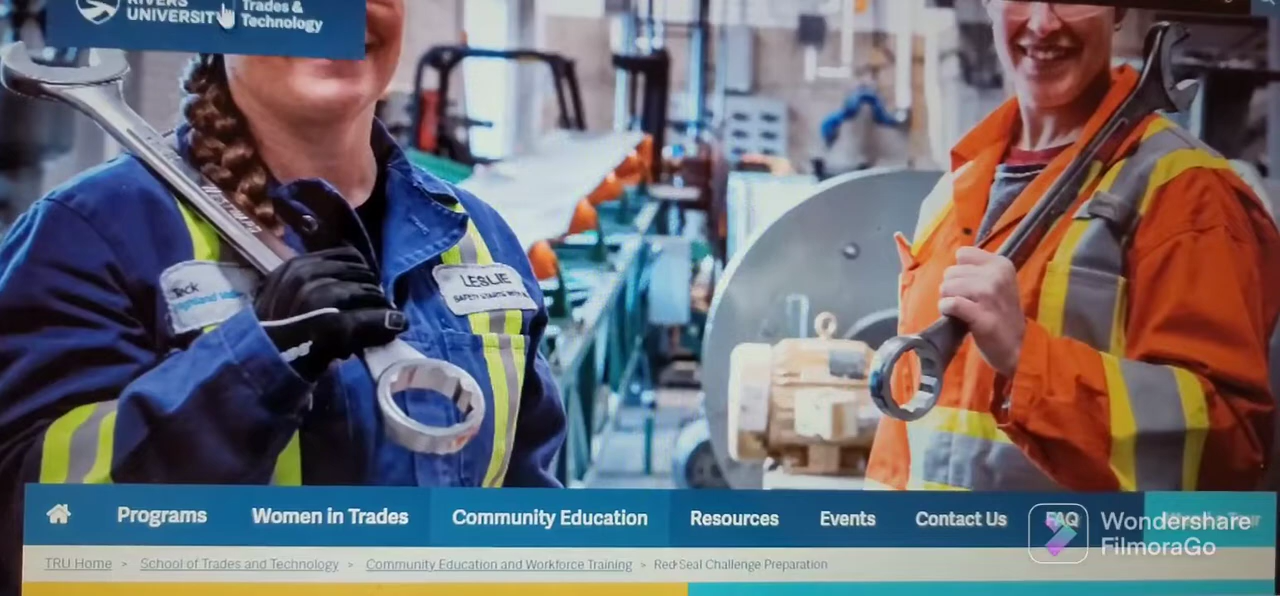 RIVERS
UNIVERSITY
Trades &
Technology
Teck
LESLIE
Programs
Women in Trades
Community Education
Resources
Events
Contact Us
FAQ
Wondershare
FilmoraGo
TRU Home > School of Trades and Technology > Community Education and Workforce Training > Red Seal Challenge Preparation